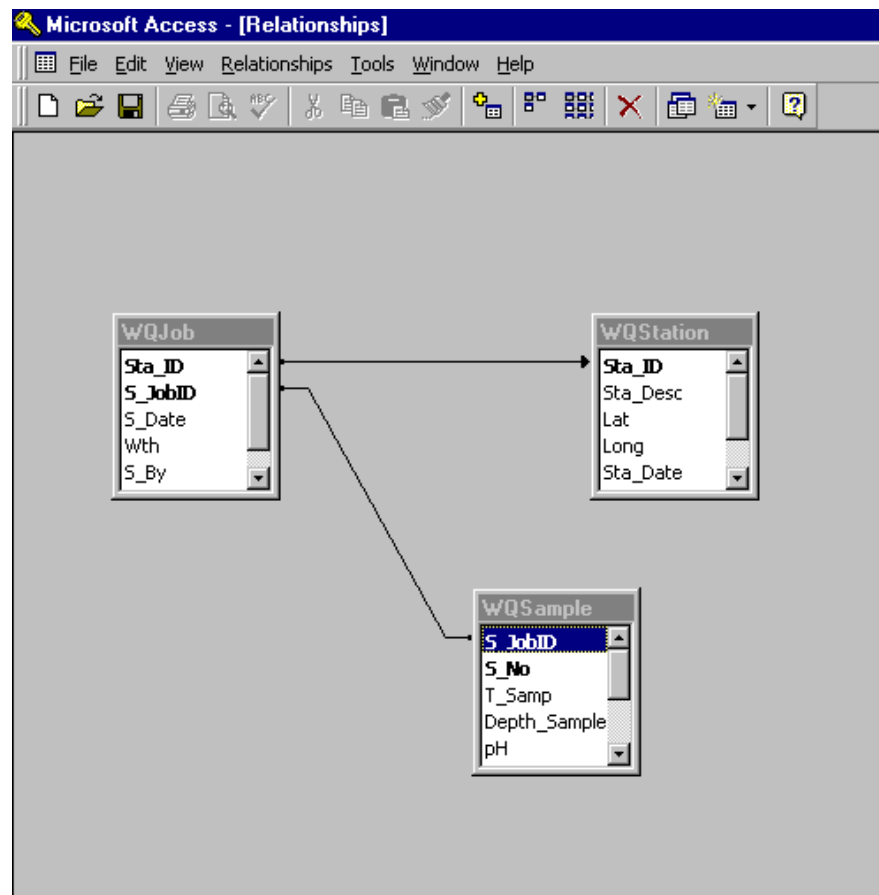 Microsoft Access - [Relationships]
File Edit View Relationships Tools Window Help
ABC
WQJob
Sta_ID
S_JobID
S_Date
Wth
S_By
WQStation
Sta_ID
Sta_Desc
Lat
Long
Sta_Date
WQSample
S_JobID
S_No
T_Samp
Depth_Sample
pH